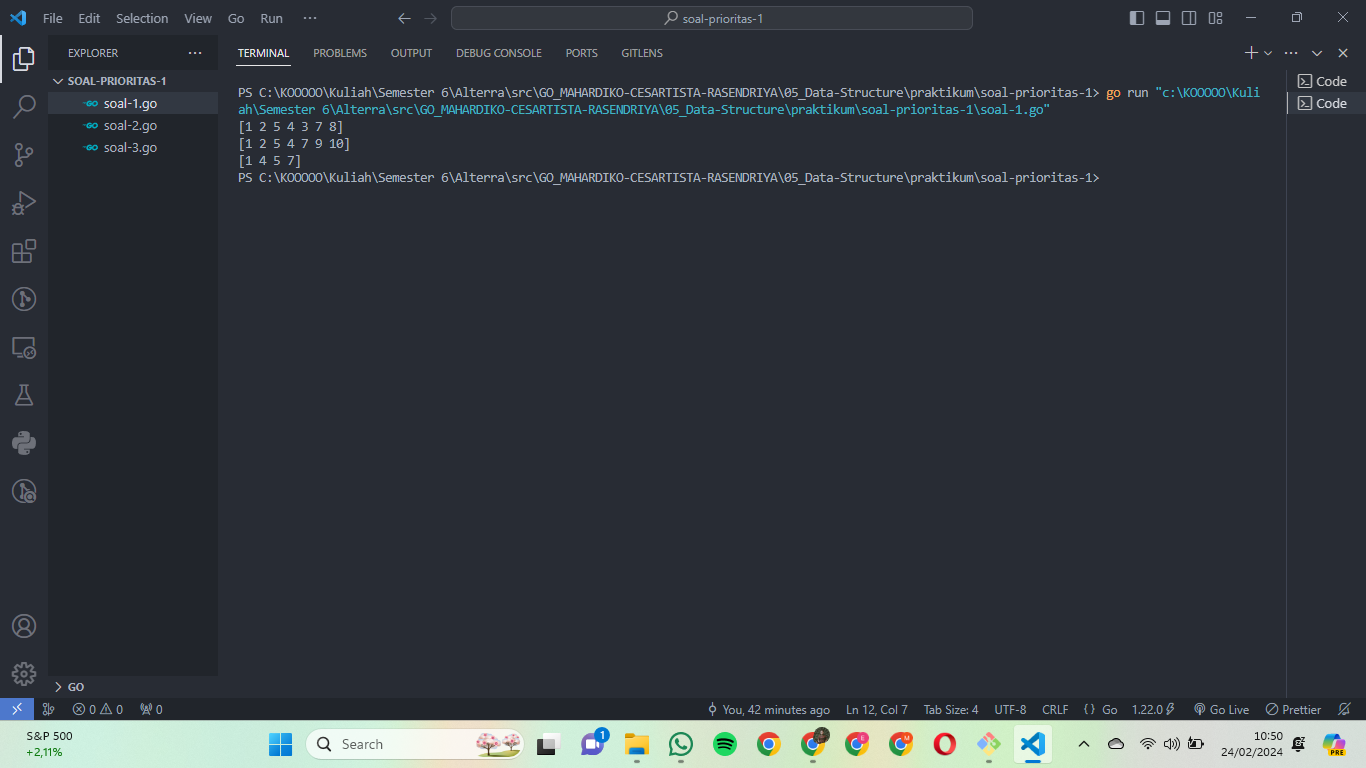 File Edit Selection View Go Run ··· soal-prioritas-1
EXPLORER ···
SOAL-PRIORITAS-1
soal-1.go
soal-2.go
soal-3.go
GO
TERMINAL PROBLEMS OUTPUT DEBUG CONSOLE PORTS GITLENS
PS C:\KOOOOO\Kuliah\Semester 6\Alterra\src\GO_MAHARDIKO-CESARTISTA-RASENDRIYA\05_Data-Structure\praktikum\soal-prioritas-1> go run "c:\KOOOOO\Kuli
ah\Semester 6\Alterra\src\GO_MAHARDIKO-CESARTISTA-RASENDRIYA\05_Data-Structure\praktikum\soal-prioritas-1\soal-1.go"
[1 2 5 4 3 7 8]
[1 2 5 4 7 9 10]
[1 4 5 7]
PS C:\KOOOOO\Kuliah\Semester 6\Alterra\src\GO_MAHARDIKO-CESARTISTA-RASENDRIYA\05_Data-Structure\praktikum\soal-prioritas-1>
Code
Code
0 0 0 You, 42 minutes ago Ln 12, Col 7 Tab Size: 4 UTF-8 CRLF {} Go 1.22.0 Go Live Prettier
S&P 500
+2,11%
Search
1
E
M
10:50
24/02/2024
PRE